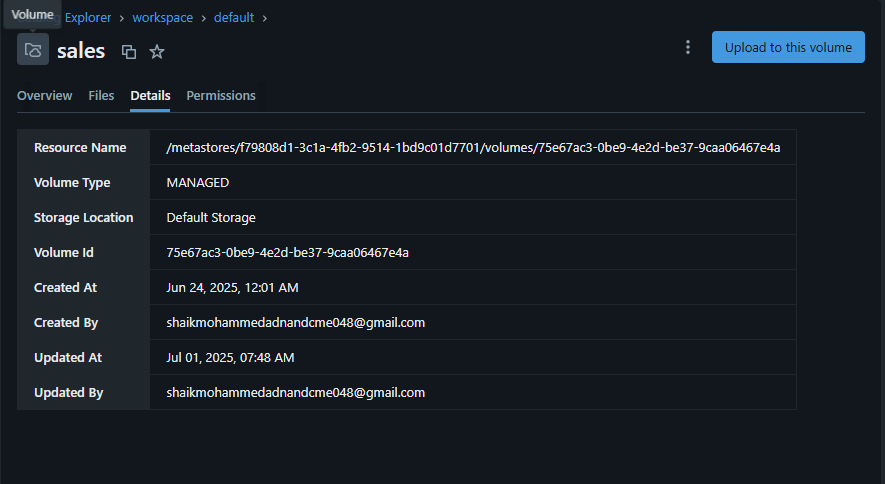 Volume
Explorer › workspace › default ›
sales
Upload to this volume
Overview Files Details Permissions
Resource Name /metastores/f79808d1-3c1a-4fb2-9514-1bd9c01d7701/volumes/75e67ac3-0be9-4e2d-be37-9caa06467e4a
Volume Type MANAGED
Storage Location Default Storage
Volume Id 75e67ac3-0be9-4e2d-be37-9caa06467e4a
Created At Jun 24, 2025, 12:01 AM
Created By shaikmohammedadnandcme048@gmail.com
Updated At Jul 01, 2025, 07:48 AM
Updated By shaikmohammedadnandcme048@gmail.com